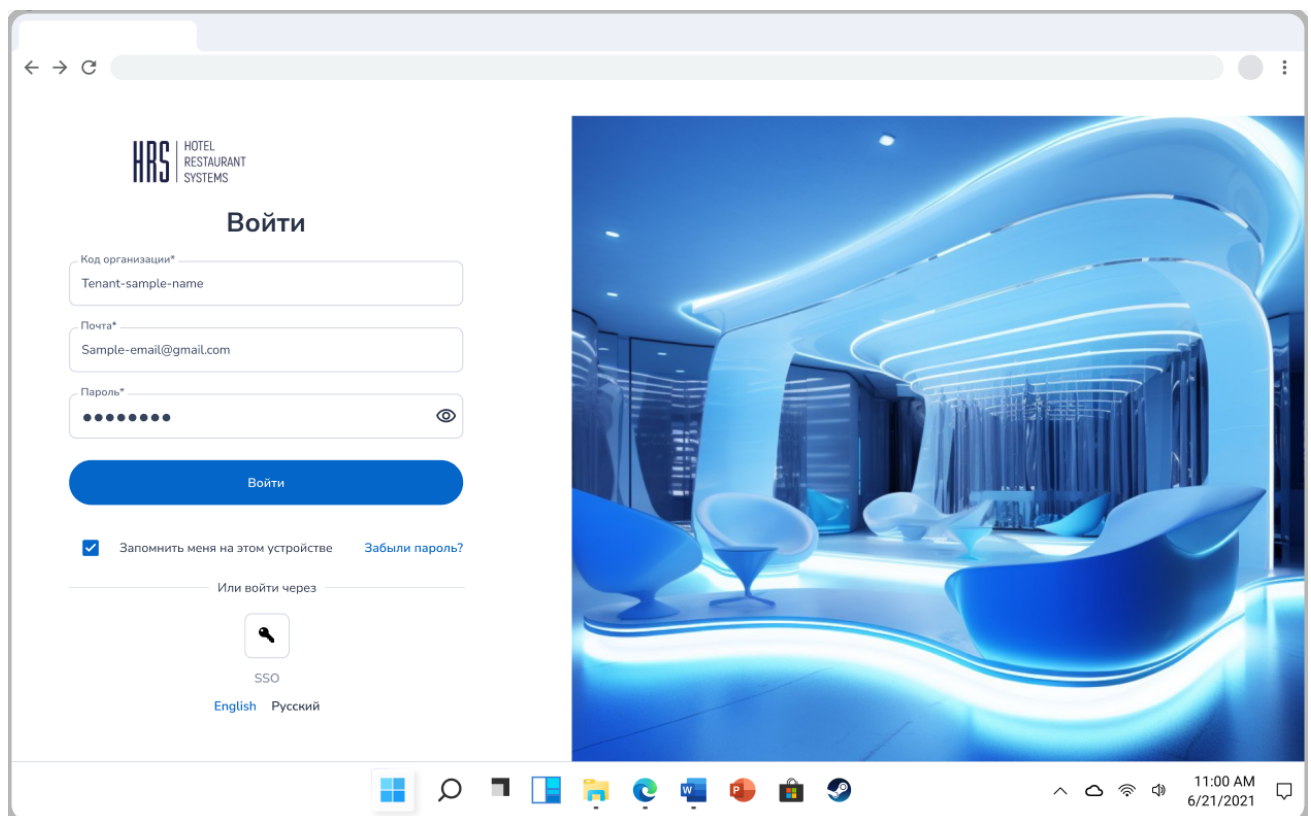 HRS HOTEL
RESTAURANT
SYSTEMS
Войти
Код организации*
Tenant-sample-name
Почта*
Sample-email@gmail.com
Пароль*
Войти
Запомнить меня на этом устройстве Забыли пароль?
Или войти через
SSO
English Русский
11:00 AM
6/21/2021